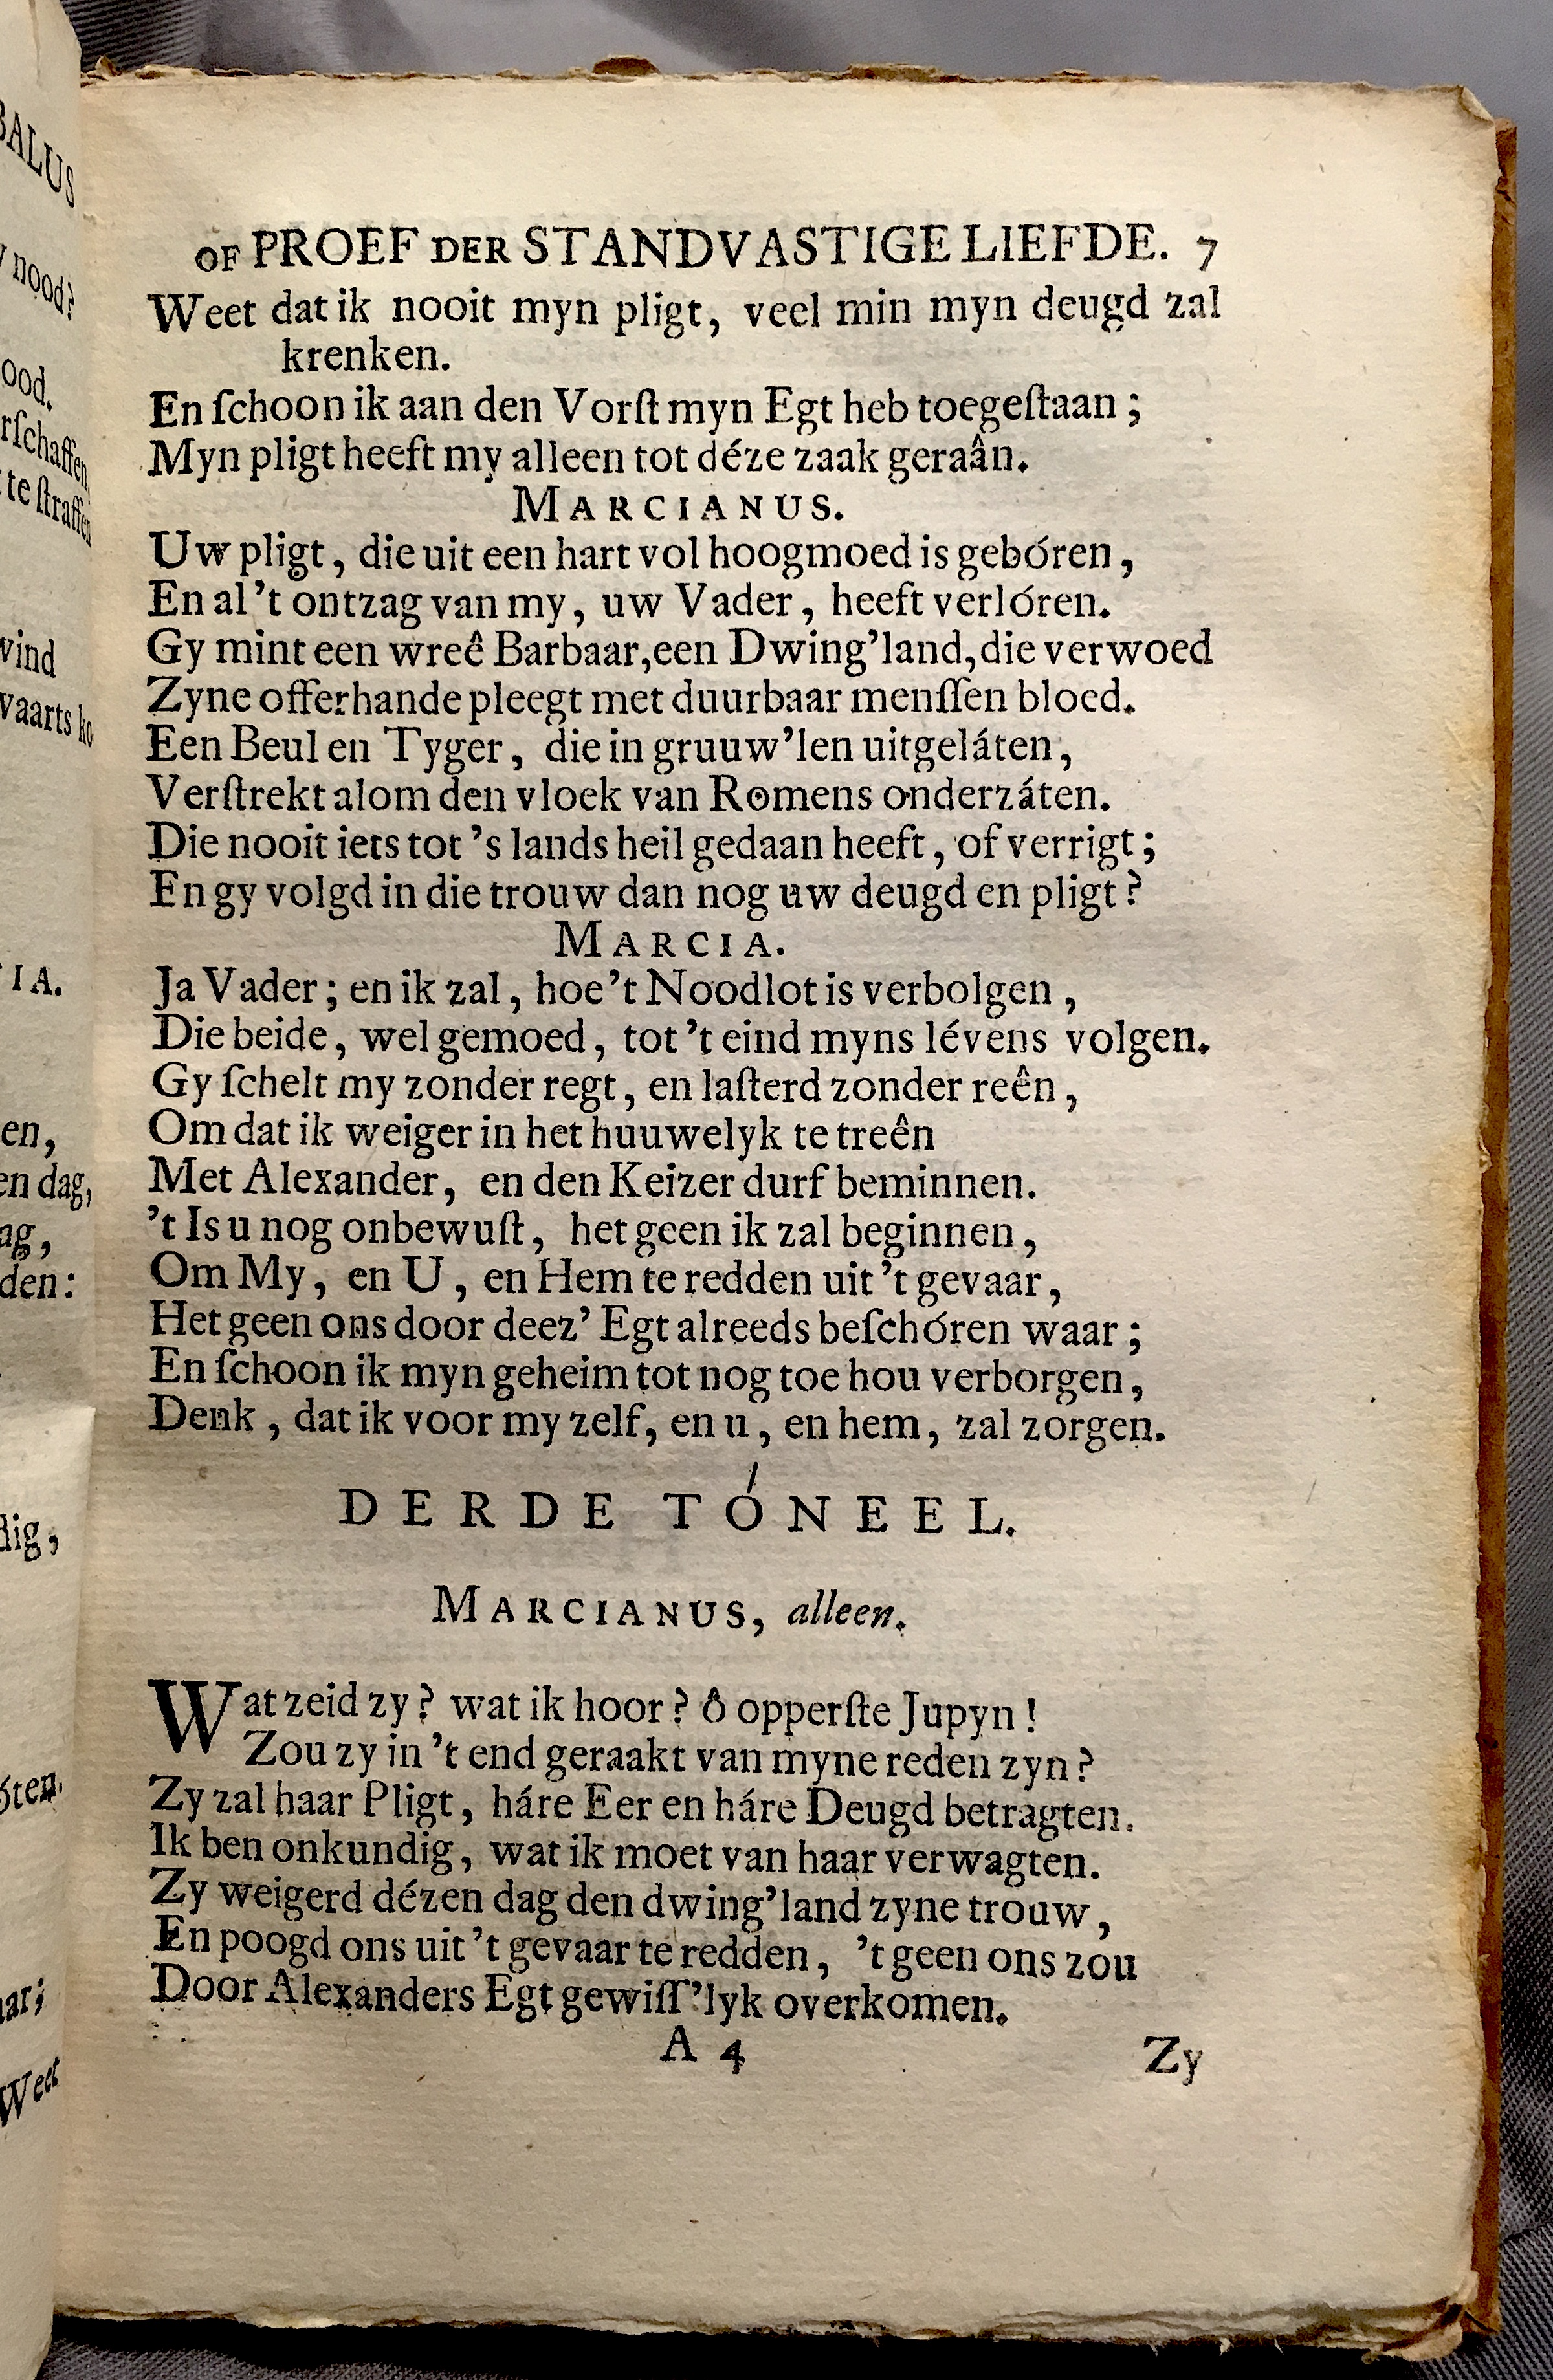 OF PROEF DER STANDVASTIGE LIEFDE. 7
Weet dat ik nooit myn pligt, veel min myn deugd zal
krenken.
En ſchoon ik aan den Vorſt myn Egt heb toegeſtaan;
Myn pligt heeft my alleen tot déze zaak geraân.
MARCIANUS.
Uw pligt, die uit een hart vol hoogmoed is gebóren,
En al 't ontzag van my, uw Vader, heeft verlóren.
Gy mint een wreê Barbaar, een Dwing'land, die verwoed
Zyne offerhande pleegt met duurbaar menſſen bloed.
Een Beul en Tyger, die in gruuw'len uitgeláten,
Verſtrekt alom den vloek van Romens onderzáten.
Die nooit iets tot 's lands heil gedaan heeft, of verrigt;
En gy volgd in die trouw dan nog uw deugd en pligt?
MARCIA.
Ja Vader; en ik zal, hoe 't Noodlot is verbolgen,
Die beide, wel gemoed, tot 't eind myns lévens volgen.
Gy ſchelt my zonder regt, en laſterd zonder reên,
Om dat ik weiger in het huuwelyk te treên
Met Alexander, en den Keizer durf beminnen.
't Is u nog onbewuſt, het geen ik zal beginnen,
Om My, en U, en Hem te redden uit 't gevaar,
Het geen ons door deez' Egt alreeds beſchóren waar;
En ſchoon ik myn geheim tot nog toe hou verborgen,
Denk, dat ik voor my zelf, en u, en hem, zal zorgen.
DERDE TÓNEEL.
MARCIANUS, alleen.
Wat zeid zy? wat ik hoor? ô opperſte Jupyn!
Zou zy in 't end geraakt van myne reden zyn?
Zy zal haar Pligt, háre Eer en háre Deugd betragten.
Ik ben onkundig, wat ik moet van haar verwagten.
Zy weigerd dézen dag den dwing'land zyne trouw,
En poogd ons uit 't gevaar te redden, 't geen ons zou
Door Alexanders Egt gewiſſ'lyk overkomen.
A 4 Zy